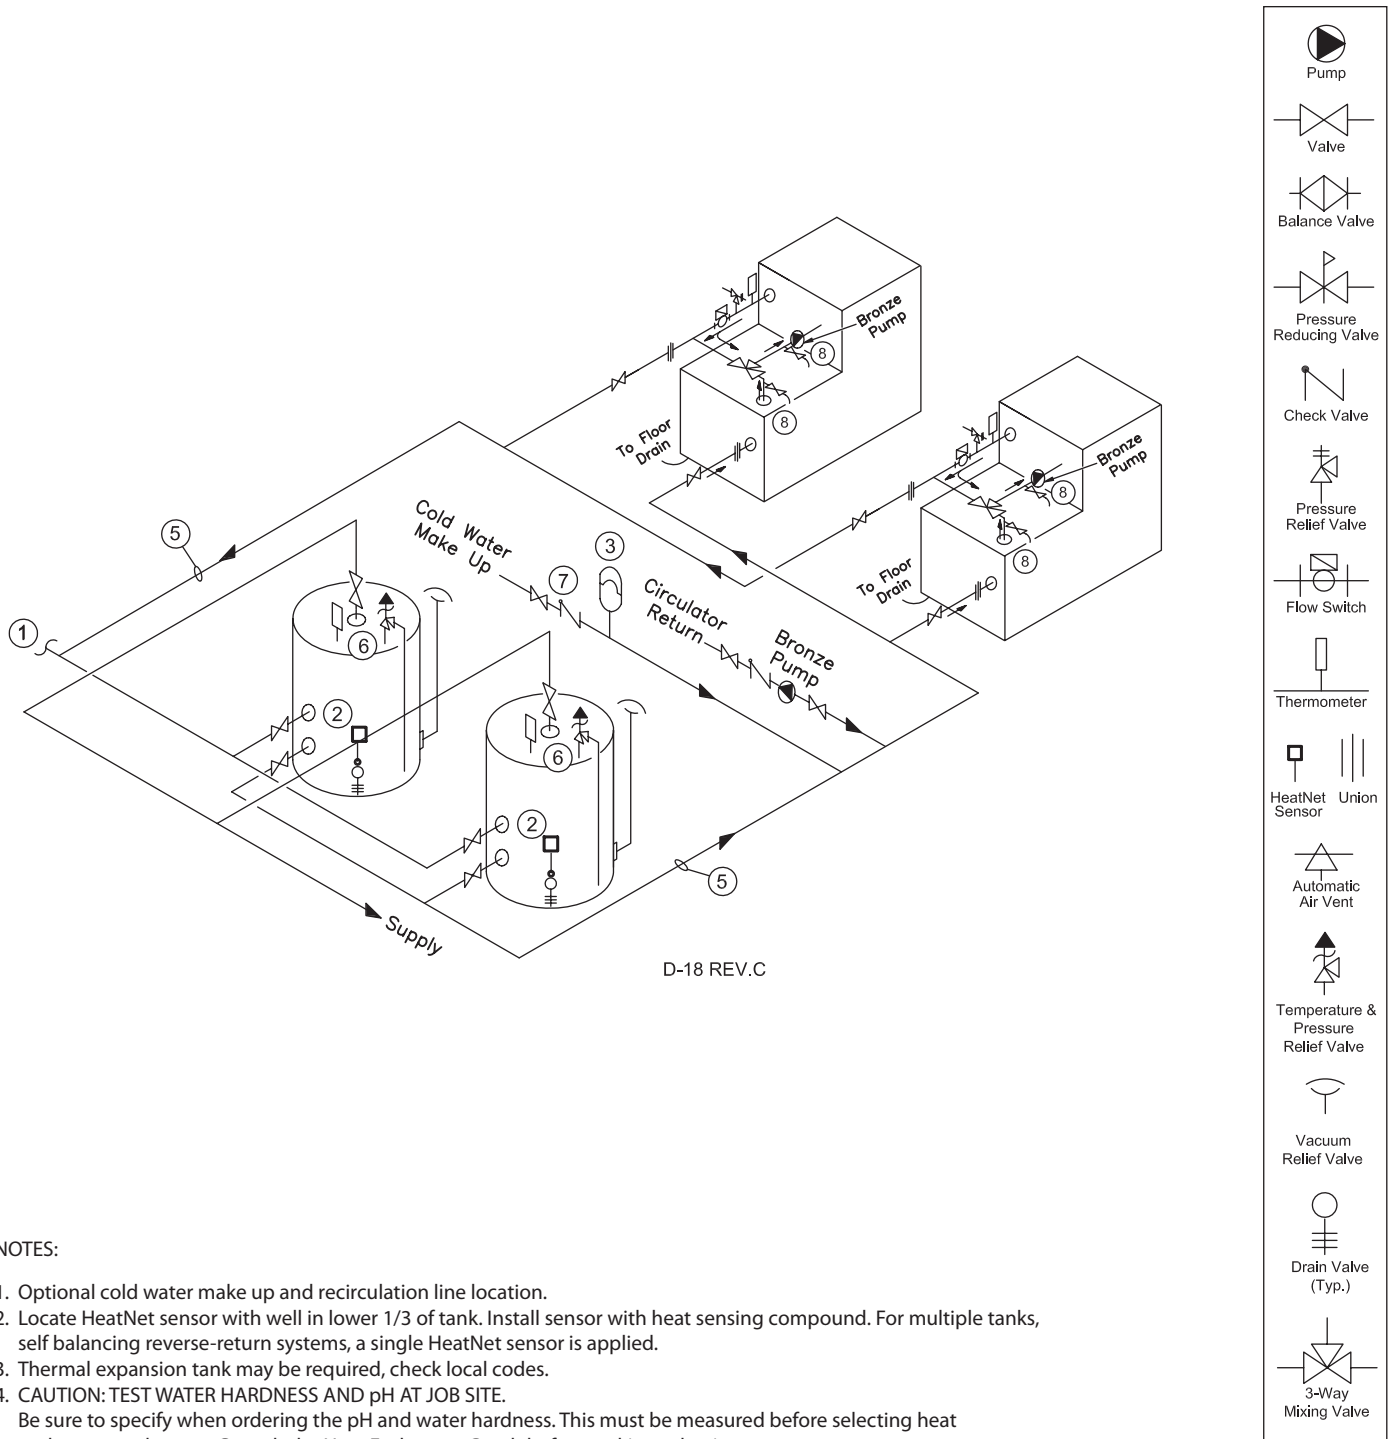 Bronze
Pump
8
8
To Floor
Drain
Bronze
Pump
8
8
To Floor
Drain
Cold Water
Make Up
7
3
Circulator
Return
Bronze
Pump
5
1
6
2
6
2
5
Supply
D-18 REV.C
Pump
Valve
Balance Valve
Pressure
Reducing Valve
Check Valve
Pressure
Relief Valve
Flow Switch
Thermometer
HeatNet
Sensor
Union
Automatic
Air Vent
Temperature &
Pressure
Relief Valve
Vacuum
Relief Valve
Drain Valve
(Typ.)
3-Way
Mixing Valve
NOTES:
1. Optional cold water make up and recirculation line location.
2. Locate HeatNet sensor with well in lower 1/3 of tank. Install sensor with heat sensing compound. For multiple tanks,
self balancing reverse-return systems, a single HeatNet sensor is applied.
3. Thermal expansion tank may be required, check local codes.
4. CAUTION: TEST WATER HARDNESS AND pH AT JOB SITE.
Be sure to specify when ordering the pH and water hardness. This must be measured before selecting heat